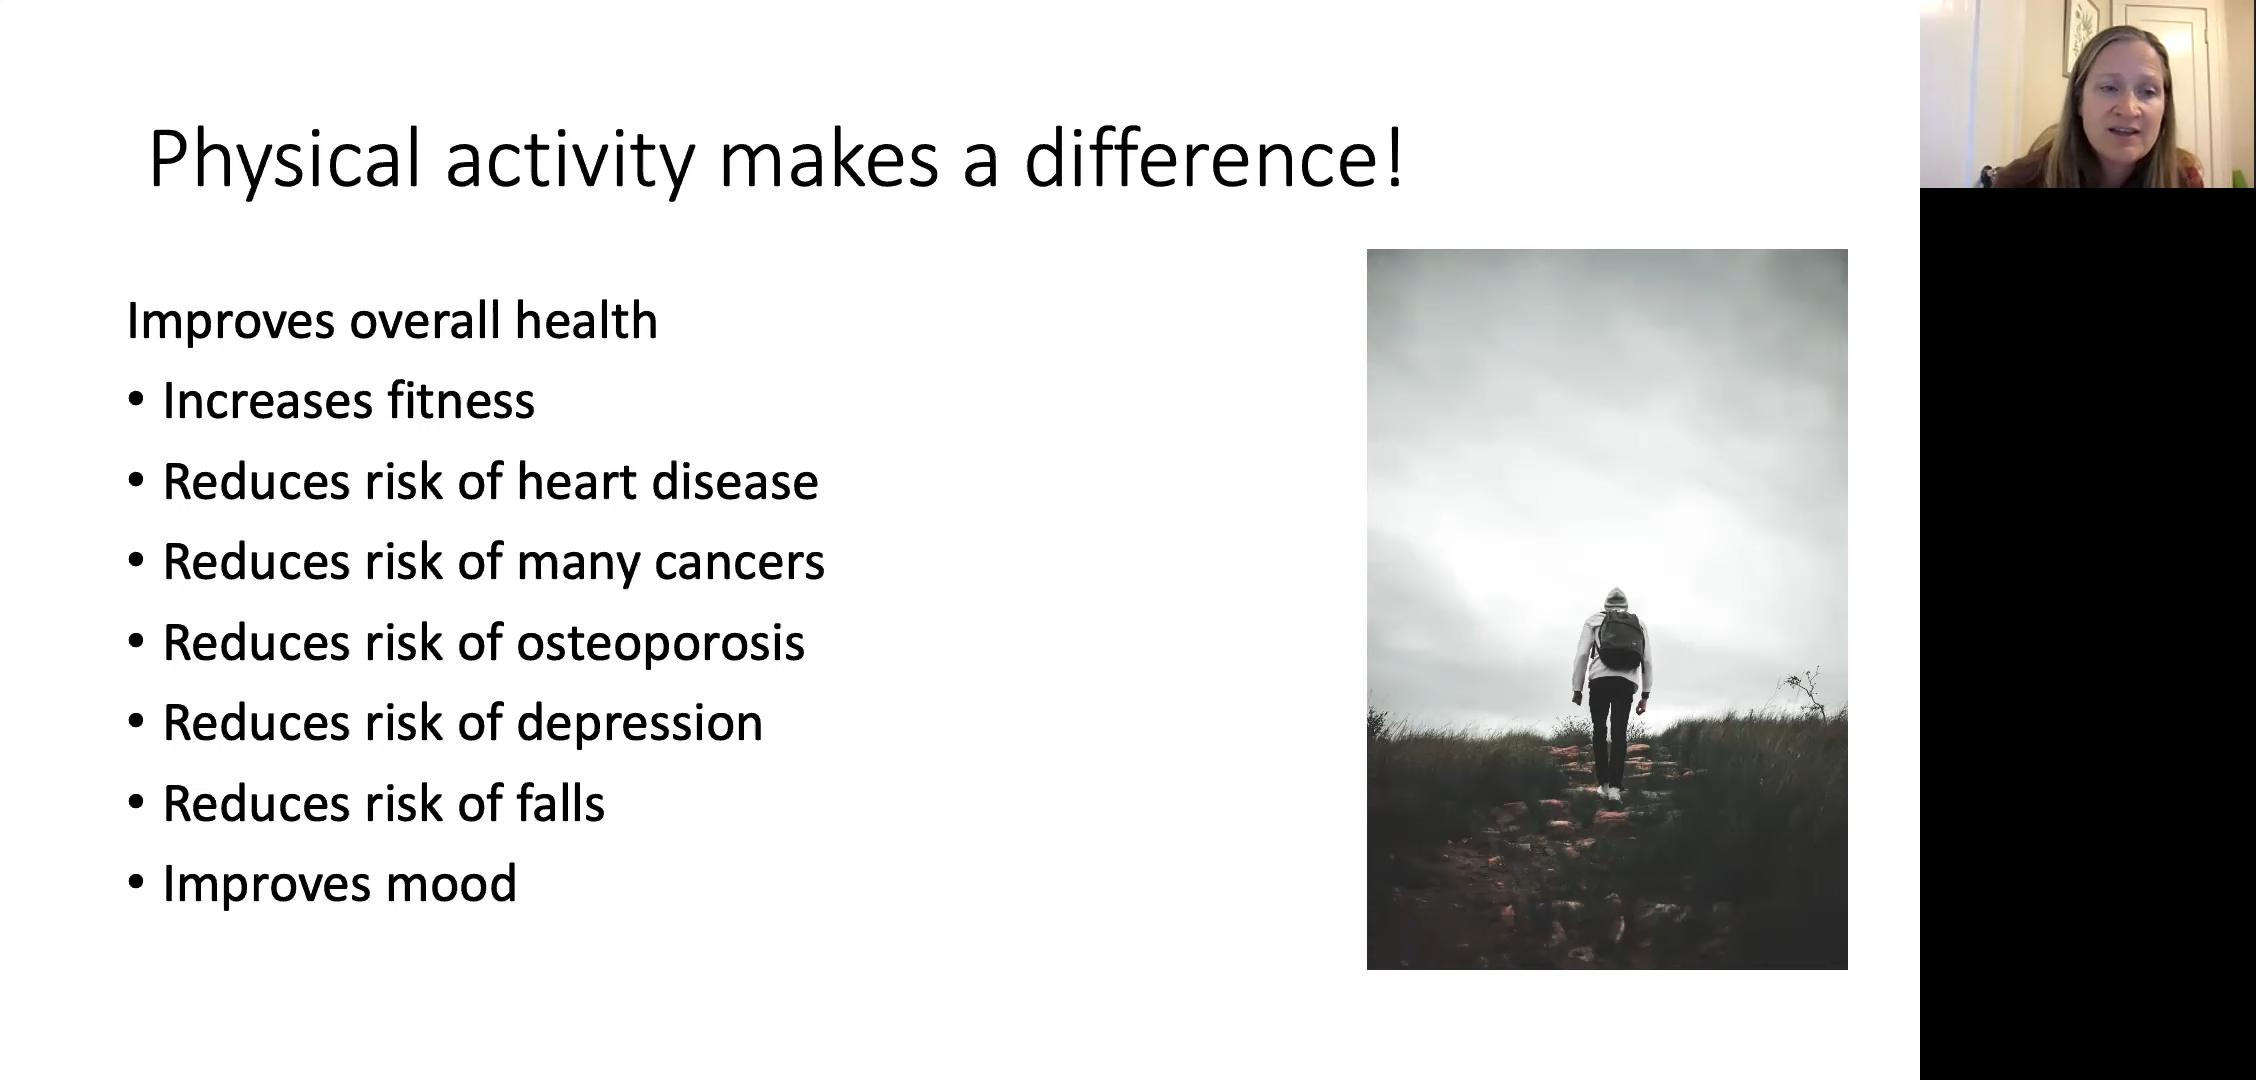 Physical activity makes a difference!
Improves overall health
• Increases fitness
• Reduces risk of heart disease
• Reduces risk of many cancers
• Reduces risk of osteoporosis
• Reduces risk of depression
• Reduces risk of falls
• Improves mood